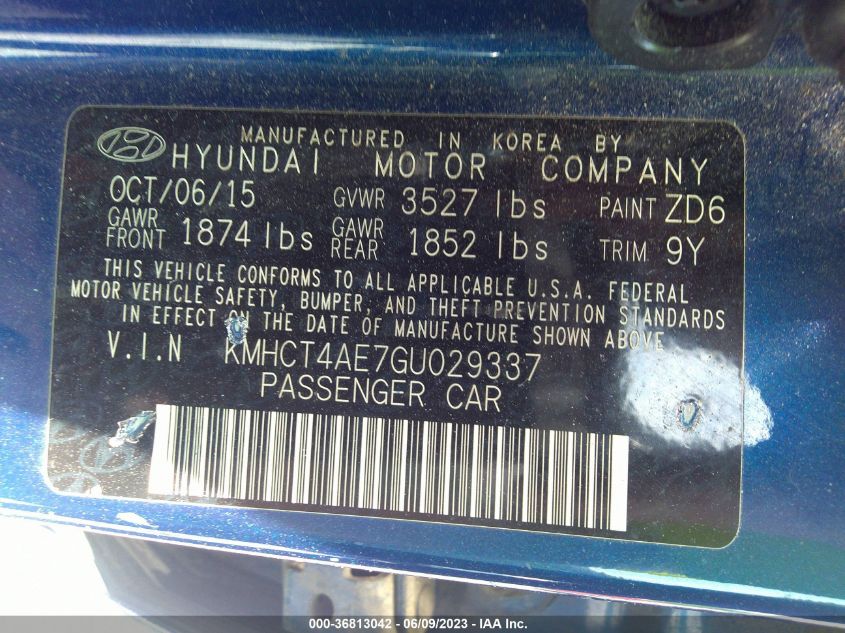 MANUFACTURED IN KOREA BY
HYUNDAI MOTOR COMPANY
OCT/06/15 GVWR 3527 lbs PAINT ZD6
GAWR FRONT 1874 lbs GAWR REAR 1852 lbs TRIM 9Y
THIS VEHICLE CONFORMS TO ALL APPLICABLE U.S.A. FEDERAL
MOTOR VEHICLE SAFETY, BUMPER, AND THEFT PREVENTION STANDARDS
IN EFFECT ON THE DATE OF MANUFACTURE SHOWN ABOVE
V.I.N KMHCT4AE7GU029337
PASSENGER CAR
000-36813042 - 06/09/2023 - IAA Inc.